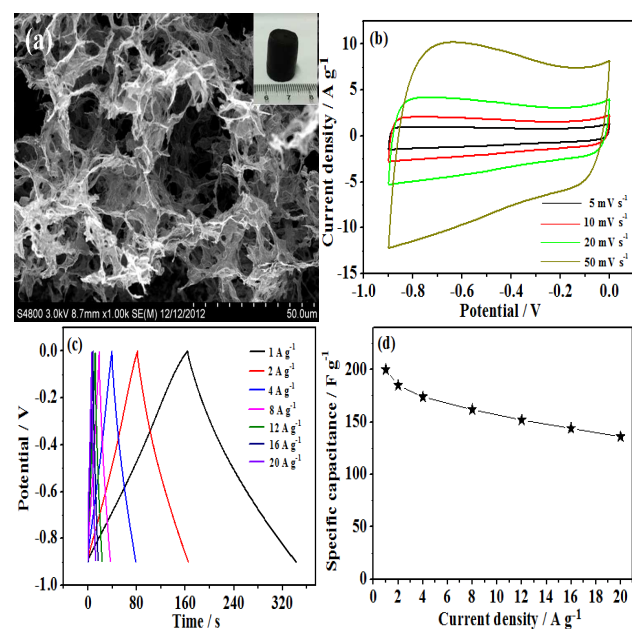 (a)
6 7 8
S4800 3.0kV 8.7mm x1.00k SE(M) 12/12/2012 50.0um
(b)
Current density / A g-1
10
5
0
-5
-10
-15
5 mV s-1
10 mV s-1
20 mV s-1
50 mV s-1
-1.0 -0.8 -0.6 -0.4 -0.2 0.0
Potential / V
(c)
Potential / V
0.0
-0.2
-0.4
-0.6
-0.8
-1.0
1 A g-1
2 A g-1
4 A g-1
8 A g-1
12 A g-1
16 A g-1
20 A g-1
0 80 160 240 320
Time / s
(d)
Specific capacitance / F g-1
200
150
100
50
0
0 2 4 6 8 10 12 14 16 18 20
Current density / A g-1